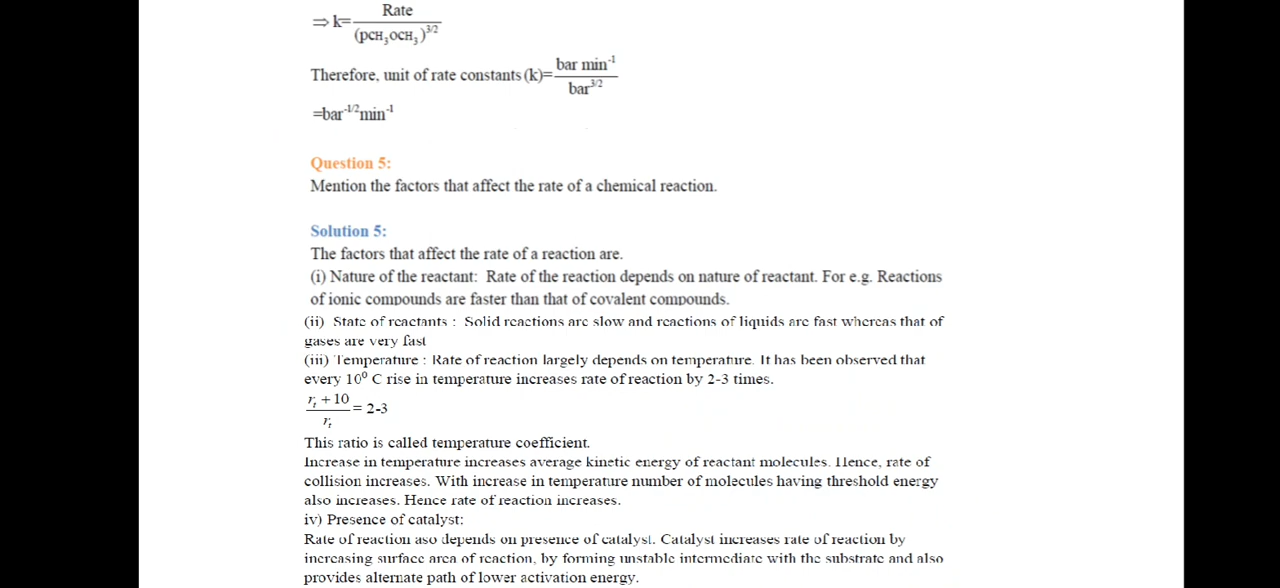 ⇒k= Rate / (pCH₃OCH₃)^3/2
Therefore, unit of rate constants (k)= bar min⁻¹ / bar^3/2
=bar^-1/2 min⁻¹
Question 5:
Mention the factors that affect the rate of a chemical reaction.
Solution 5:
The factors that affect the rate of a reaction are.
(i) Nature of the reactant: Rate of the reaction depends on nature of reactant. For e.g. Reactions
of ionic compounds are faster than that of covalent compounds.
(ii) State of reactants : Solid reactions are slow and reactions of liquids are fast whereas that of
gases are very fast
(iii) Temperature : Rate of reaction largely depends on temperature. It has been observed that
every 10⁰ C rise in temperature increases rate of reaction by 2-3 times.
rₜ + 10 / rₜ = 2-3
This ratio is called temperature coefficient.
Increase in temperature increases average kinetic energy of reactant molecules. Hence, rate of
collision increases. With increase in temperature number of molecules having threshold energy
also increases. Hence rate of reaction increases.
iv) Presence of catalyst:
Rate of reaction aso depends on presence of catalyst. Catalyst increases rate of reaction by
increasing surface area of reaction, by forming unstable intermediate with the substrate and also
provides alternate path of lower activation energy.